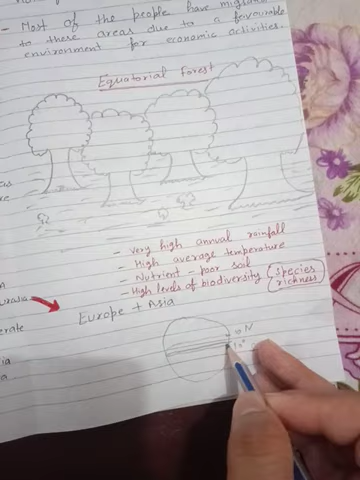 - Most of the people have migrated
to these areas due to a favourable
environment for economic activities.
Equatorial Forest
- Very high annual rainfall
- High average temperature
- Nutrient - poor soil
- High levels of biodiversity (species
richness)
Europe + Asia
N